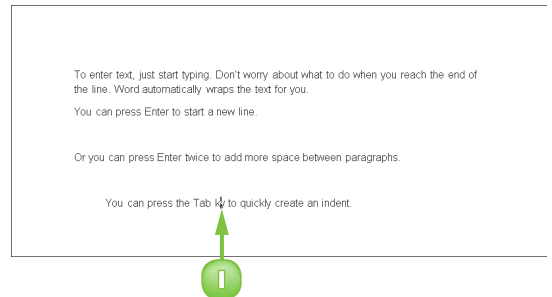 To enter text, just start typing. Don't worry about what to do when you reach the end of
the line. Word automatically wraps the text for you.
You can press Enter to start a new line.
Or you can press Enter twice to add more space between paragraphs.
You can press the Tab ky to quickly create an indent.
1